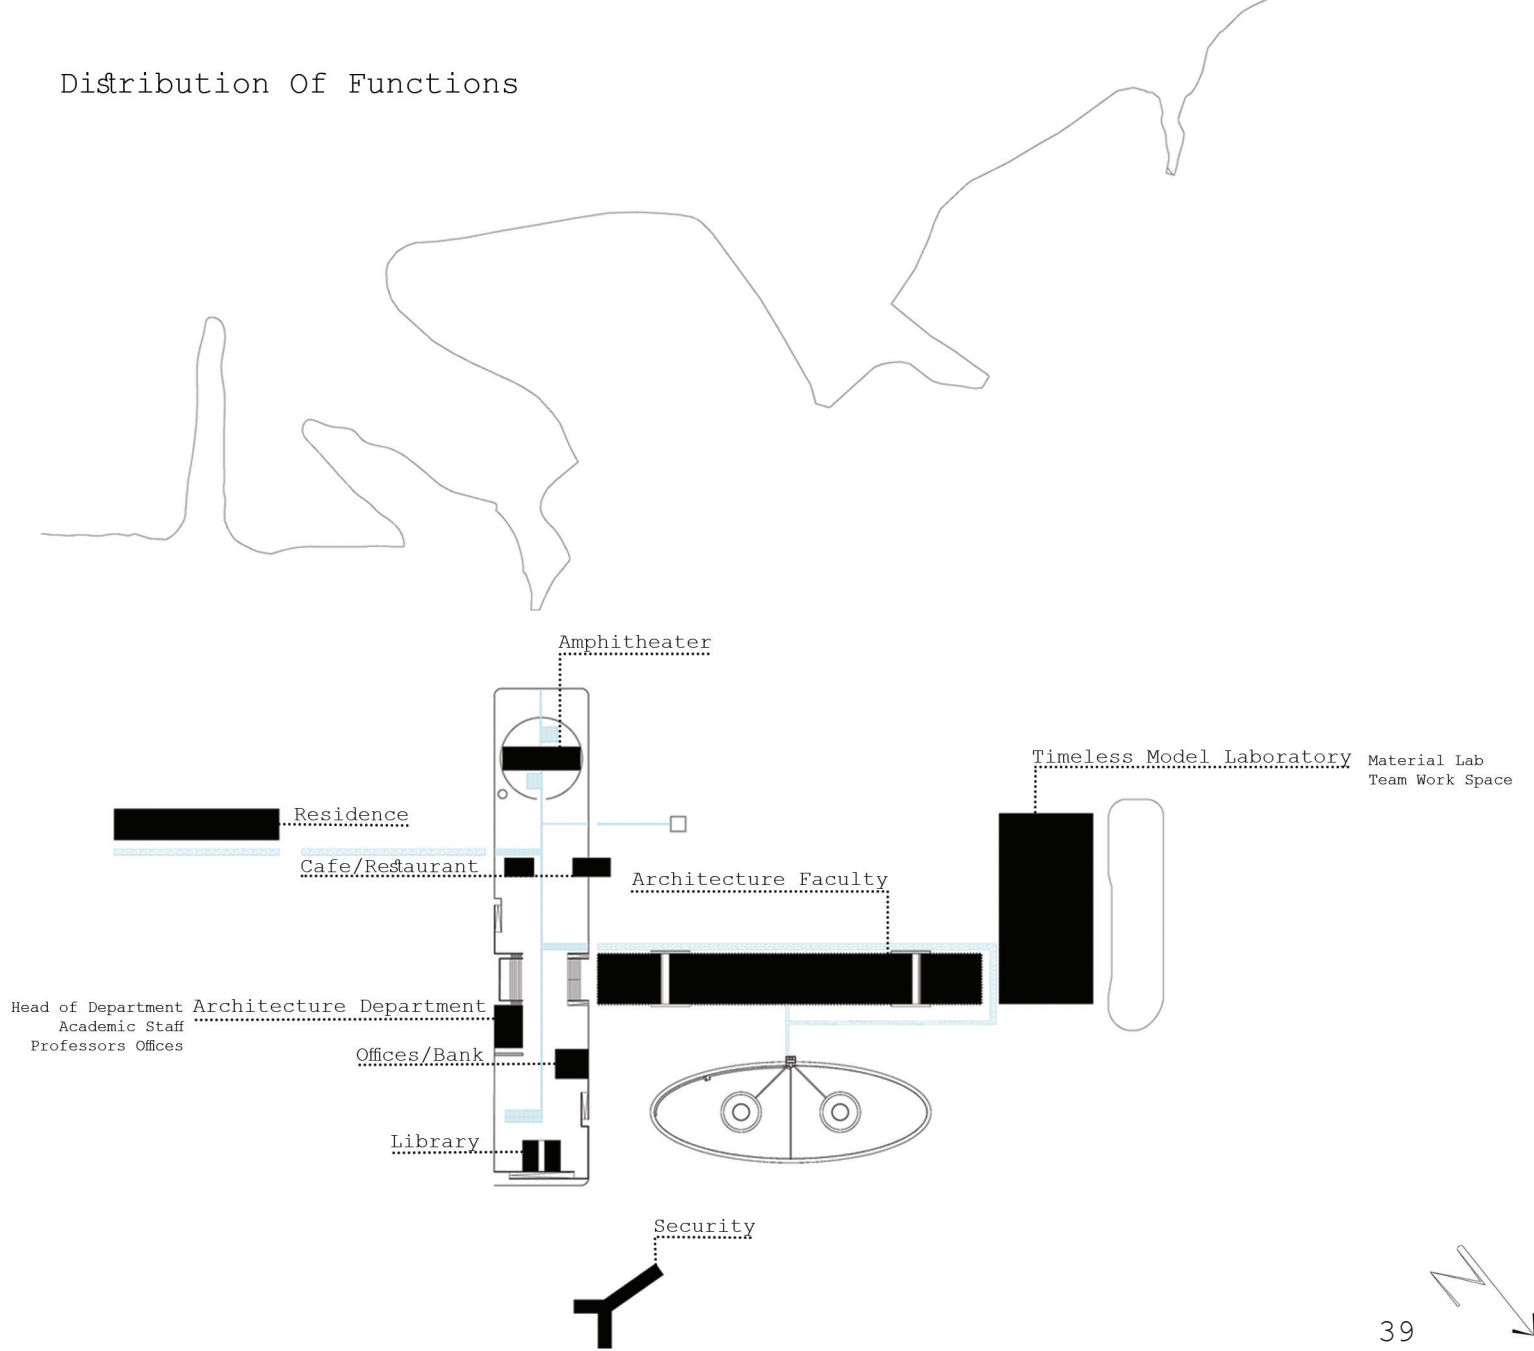 Distribution Of Functions
Amphitheater
Timeless Model Laboratory
Material Lab
Team Work Space
Residence
Cafe/Restaurant
Architecture Faculty
Head of Department
Academic Staff
Professors Offices
Architecture Department
Offices/Bank
Library
Security
N
39